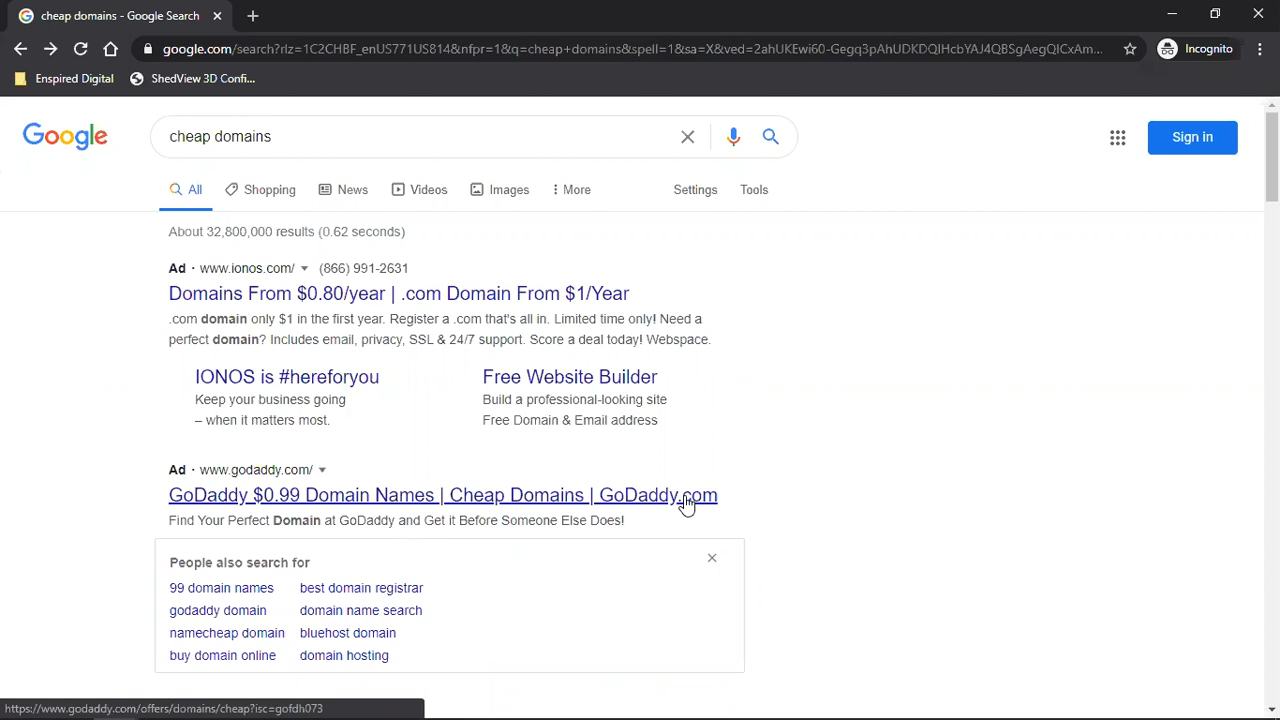 cheap domains - Google Search
google.com/search?rlz=1C2CHBF_enUS771US814&nfpr=1&q=cheap+domains&spell=1&sa=X&ved=2ahUKEwi60-Gegq3pAhUDKDQIHcbYAJ4QBSgAegQICxAm...
Incognito
Enspired Digital
ShedView 3D Confi...
Google
cheap domains
Sign in
All Shopping News Videos Images More Settings Tools
About 32,800,000 results (0.62 seconds)
Ad · www.ionos.com/ (866) 991-2631
Domains From $0.80/year | .com Domain From $1/Year
.com domain only $1 in the first year. Register a .com that's all in. Limited time only! Need a
perfect domain? Includes email, privacy, SSL & 24/7 support. Score a deal today! Webspace.
IONOS is #hereforyou
Keep your business going
– when it matters most.
Free Website Builder
Build a professional-looking site
Free Domain & Email address
Ad · www.godaddy.com/
GoDaddy $0.99 Domain Names | Cheap Domains | GoDaddy.com
Find Your Perfect Domain at GoDaddy and Get it Before Someone Else Does!
People also search for
99 domain names
godaddy domain
namecheap domain
buy domain online
best domain registrar
domain name search
bluehost domain
domain hosting
https://www.godaddy.com/offers/domains/cheap?isc=gofdh073